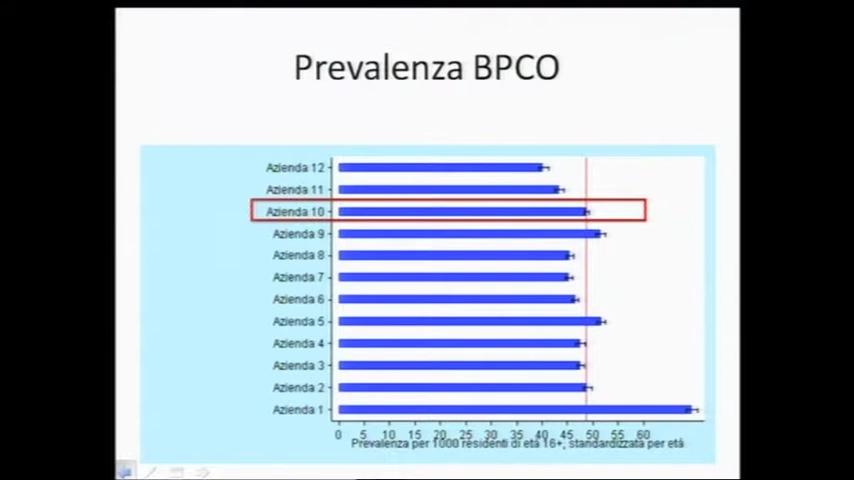 Prevalenza BPCO
Azienda 12
Azienda 11
Azienda 10
Azienda 9
Azienda 8
Azienda 7
Azienda 6
Azienda 5
Azienda 4
Azienda 3
Azienda 2
Azienda 1
0 5 10 15 20 25 30 35 40 45 50 55 60
Prevalenza per 1000 residenti di età 16+, standardizzata per età